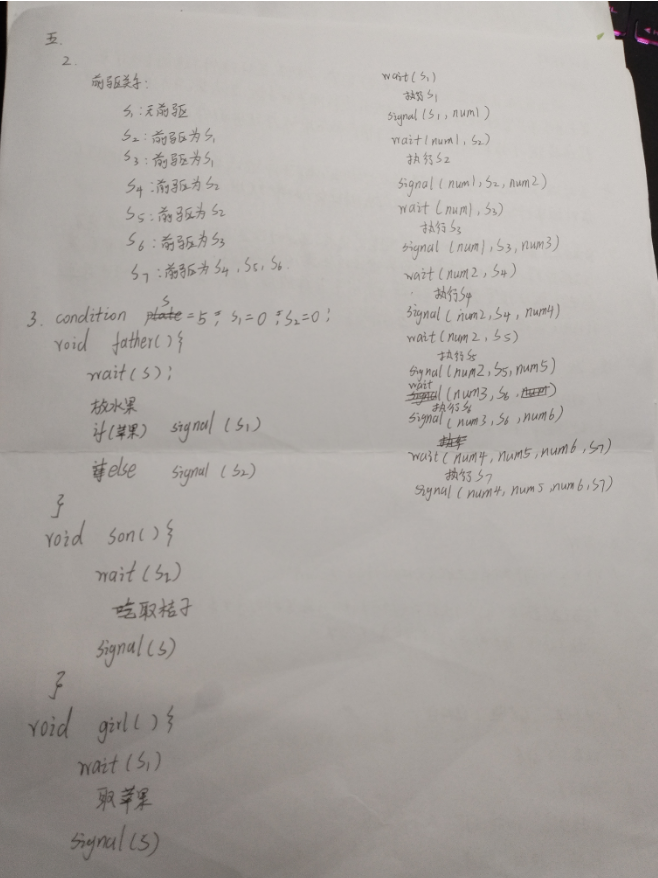 五.
2.
前驱关系:
S₁:无前驱
S₂:前驱为S₁
S₃:前驱为S₁
S₄:前驱为S₂
S₅:前驱为S₂
S₆:前驱为S₃
S₇:前驱为S₄,S₅,S₆.
3. condition S=5; S₁=0;S₂=0;
void father(){
wait(S);
放水果
if(苹果) signal(S₁)
else signal(S₂)
}
void son(){
wait(S₂)
取桔子
signal(S)
}
void girl(){
wait(S₁)
取苹果
signal(S)
wait(S₁)
执行S₁
signal(S₁,num1)
wait(num1,S₂)
执行S₂
signal(num1,S₂,num2)
wait(num1,S₃)
执行S₃
signal(num1,S₃,num3)
wait(num2,S₄)
执行S₄
signal(num2,S₄,num4)
wait(num2,S₅)
执行S₅
signal(num2,S₅,num5)
wait(num3,S₆)
执行S₆
signal(num3,S₆,num6)
wait(num4,num5,num6,S₇)
执行S₇
signal(num4,num5,num6,S7)